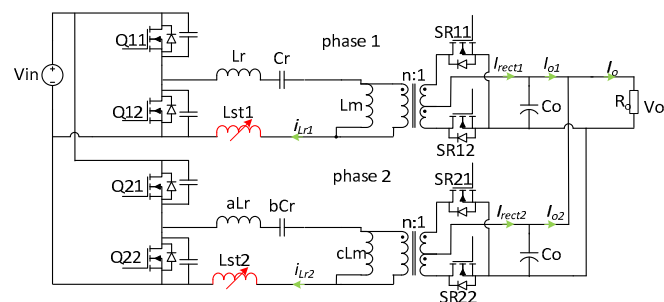 SR11
Q11
phase 1
Lr
Cr
n:1
Irect1
Io1
Io
Vin
Lm
Co
Ro
Vo
Q12
Lst1
iLr1
SR12
phase 2
SR21
Q21
aLr
bCr
n:1
Irect2
Io2
cLm
Co
Q22
Lst2
iLr2
SR22